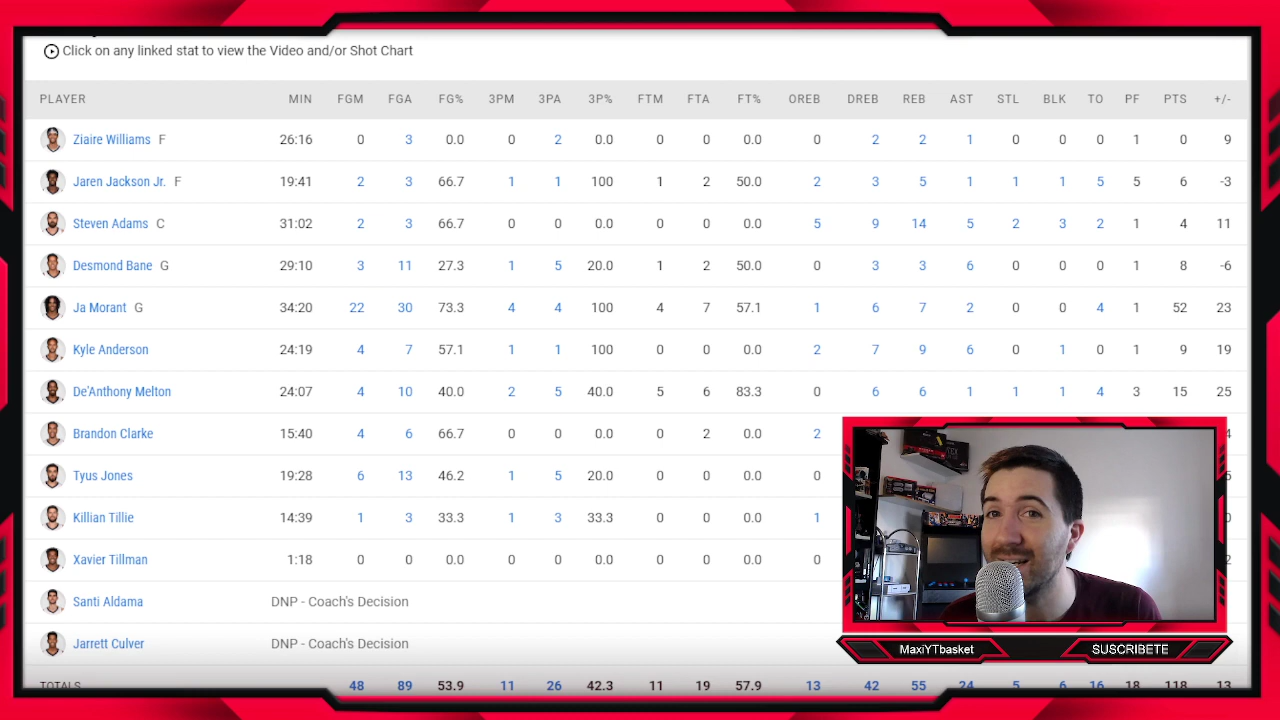 Click on any linked stat to view the Video and/or Shot Chart
PLAYER MIN FGM FGA FG% 3PM 3PA 3P% FTM FTA FT% OREB DREB REB AST STL BLK TO PF PTS +/-
Ziaire Williams F 26:16 0 3 0.0 0 2 0.0 0 0 0.0 0 2 2 1 0 0 0 1 0 9
Jaren Jackson Jr. F 19:41 2 3 66.7 1 1 100 1 2 50.0 2 3 5 1 1 1 5 5 6 -3
Steven Adams C 31:02 2 3 66.7 0 0 0.0 0 0 0.0 5 9 14 5 2 3 2 1 4 11
Desmond Bane G 29:10 3 11 27.3 1 5 20.0 1 2 50.0 0 3 3 6 0 0 0 1 8 -6
Ja Morant G 34:20 22 30 73.3 4 4 100 4 7 57.1 1 6 7 2 0 0 4 1 52 23
Kyle Anderson 24:19 4 7 57.1 1 1 100 0 0 0.0 2 7 9 6 0 1 0 1 9 19
De'Anthony Melton 24:07 4 10 40.0 2 5 40.0 5 6 83.3 0 6 6 1 1 1 4 3 15 25
Brandon Clarke 15:40 4 6 66.7 0 0 0.0 0 2 0.0 2 4
Tyus Jones 19:28 6 13 46.2 1 5 20.0 0 0 0.0 0
Killian Tillie 14:39 1 3 33.3 1 3 33.3 0 0 0.0 1 0
Xavier Tillman 1:18 0 0 0.0 0 0 0.0 0 0 0.0 0 2
Santi Aldama DNP - Coach's Decision
Jarrett Culver DNP - Coach's Decision
TOTALS 48 89 53.9 11 26 42.3 11 19 57.9 13 42 55 24 5 6 16 18 118 13
MaxiYTbasket SUSCRIBETE